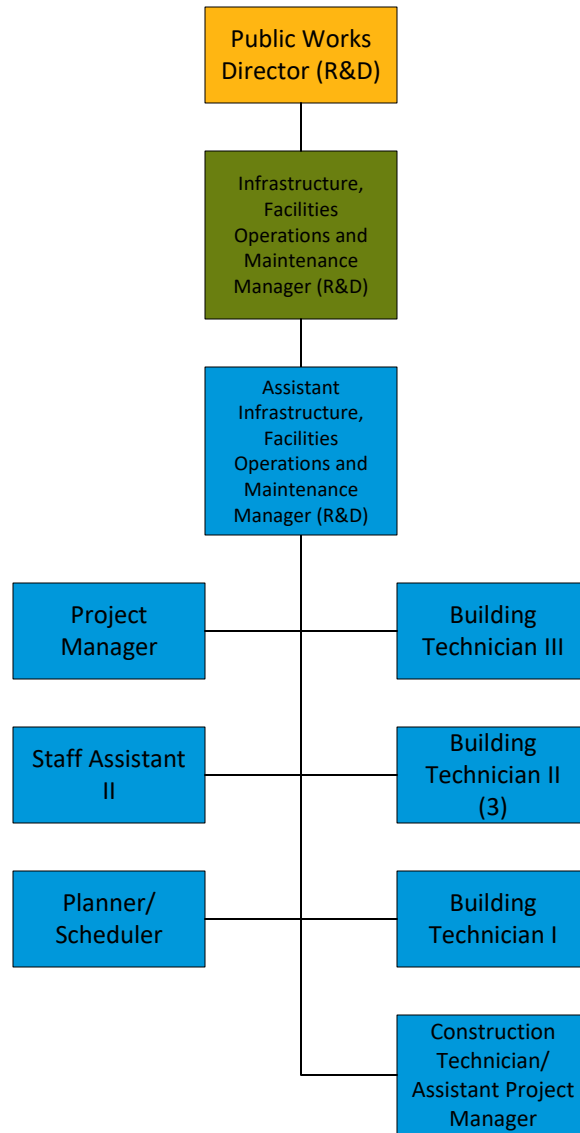 Public Works
Director (R&D)
Infrastructure,
Facilities
Operations and
Maintenance
Manager (R&D)
Assistant
Infrastructure,
Facilities
Operations and
Maintenance
Manager (R&D)
Project
Manager
Building
Technician III
Staff Assistant
II
Building
Technician II
(3)
Planner/
Scheduler
Building
Technician I
Construction
Technician/
Assistant Project
Manager